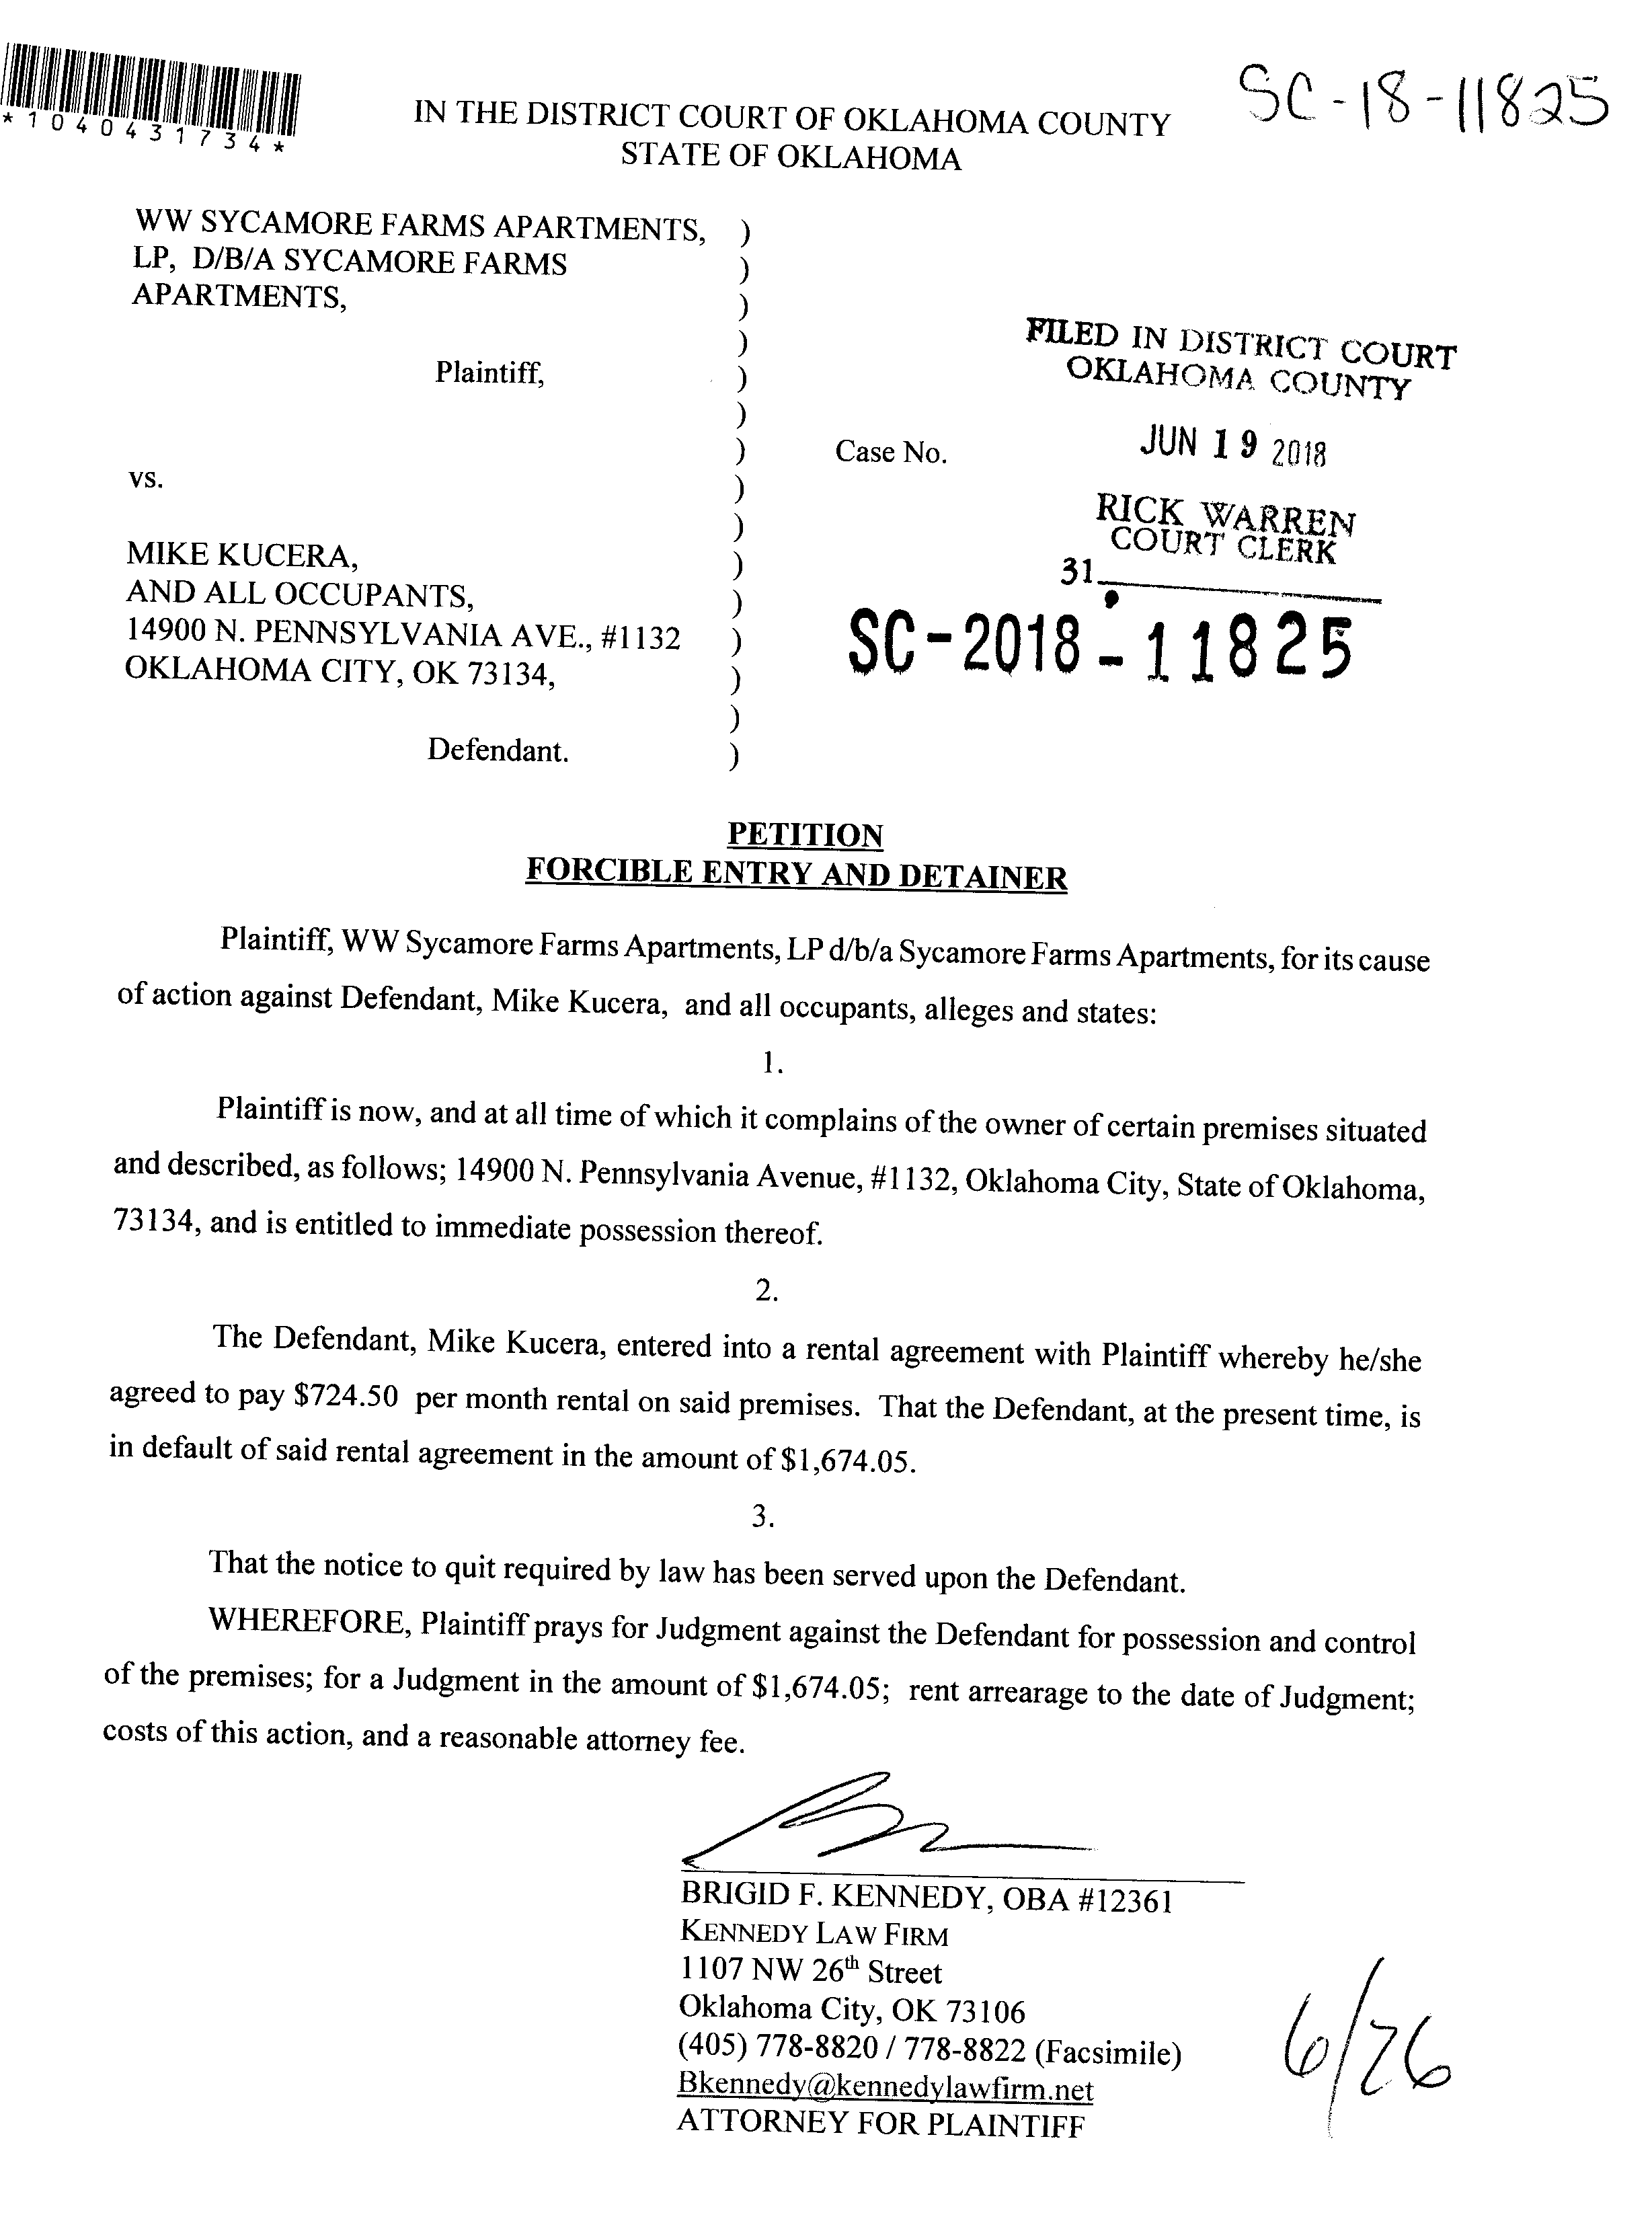 *1040431734*
SC-18-11825
IN THE DISTRICT COURT OF OKLAHOMA COUNTY
STATE OF OKLAHOMA
WW SYCAMORE FARMS APARTMENTS, )
LP, D/B/A SYCAMORE FARMS )
APARTMENTS, )
)
Plaintiff, )
)
)
vs. )
)
MIKE KUCERA, )
AND ALL OCCUPANTS, )
14900 N. PENNSYLVANIA AVE., #1132 )
OKLAHOMA CITY, OK 73134, )
)
Defendant. )
FILED IN DISTRICT COURT
OKLAHOMA COUNTY
Case No.
JUN 19 2018
RICK WARREN
COURT CLERK
31
SC-2018-11825
PETITION
FORCIBLE ENTRY AND DETAINER
Plaintiff, WW Sycamore Farms Apartments, LP d/b/a Sycamore Farms Apartments, for its cause
of action against Defendant, Mike Kucera, and all occupants, alleges and states:
1.
Plaintiff is now, and at all time of which it complains of the owner of certain premises situated
and described, as follows; 14900 N. Pennsylvania Avenue, #1132, Oklahoma City, State of Oklahoma,
73134, and is entitled to immediate possession thereof.
2.
The Defendant, Mike Kucera, entered into a rental agreement with Plaintiff whereby he/she
agreed to pay $724.50 per month rental on said premises. That the Defendant, at the present time, is
in default of said rental agreement in the amount of $1,674.05.
3.
That the notice to quit required by law has been served upon the Defendant.
WHEREFORE, Plaintiff prays for Judgment against the Defendant for possession and control
of the premises; for a Judgment in the amount of $1,674.05; rent arrearage to the date of Judgment;
costs of this action, and a reasonable attorney fee.
BRIGID F. KENNEDY, OBA #12361
KENNEDY LAW FIRM
1107 NW 26th Street
Oklahoma City, OK 73106
(405) 778-8820 / 778-8822 (Facsimile)
Bkennedy@kennedylawfirm.net
ATTORNEY FOR PLAINTIFF
6/26